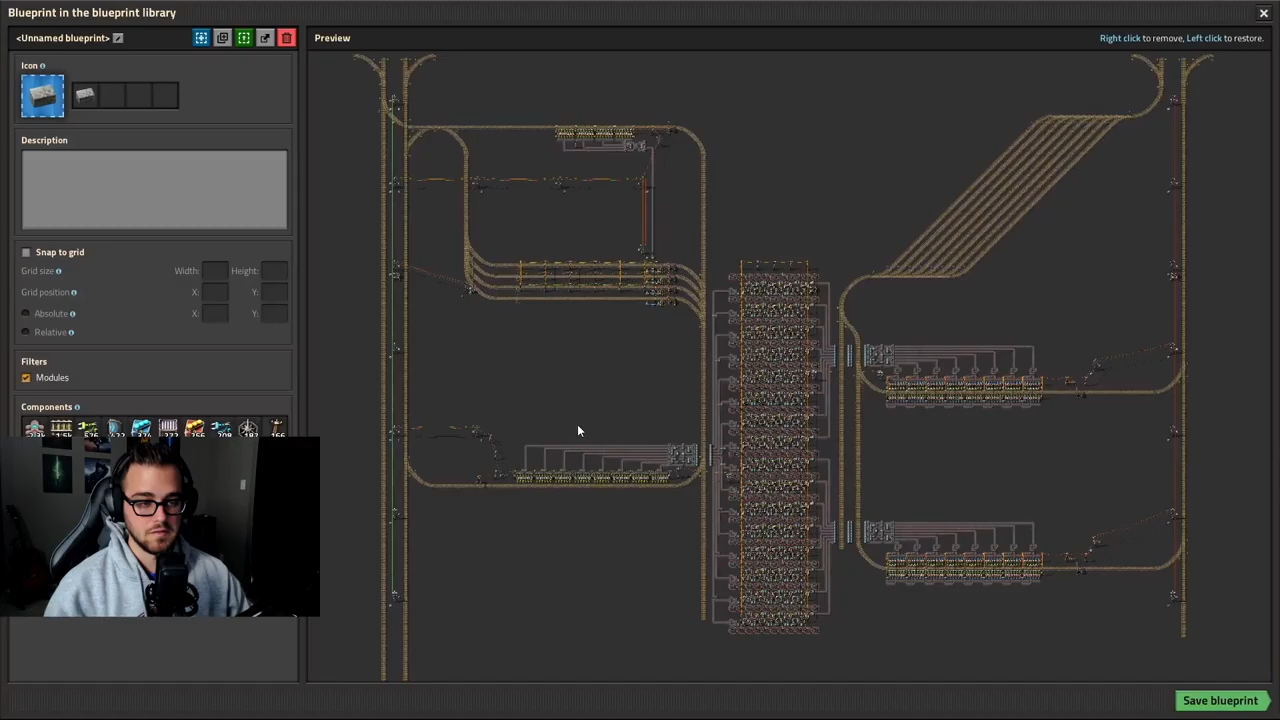 Blueprint in the blueprint library
<Unnamed blueprint>
Preview
Right click to remove, Left click to restore.
Icon
Description
Snap to grid
Grid size
Width:
Height:
Grid position
X:
Y:
Absolute
X:
Y:
Relative
Filters
Modules
Components
Save blueprint